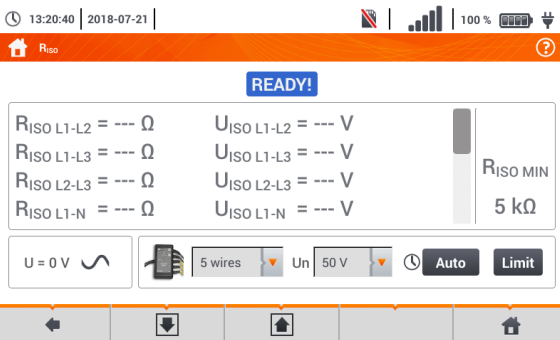 13:20:40 2018-07-21 100 %
RISO ?
READY!
RISO L1-L2 = --- Ω UISO L1-L2 = --- V
RISO L1-L3 = --- Ω UISO L1-L3 = --- V
RISO L2-L3 = --- Ω UISO L2-L3 = --- V
RISO L1-N = --- Ω UISO L1-N = --- V
RISO MIN
5 kΩ
U = 0 V 5 wires Un 50 V Auto Limit